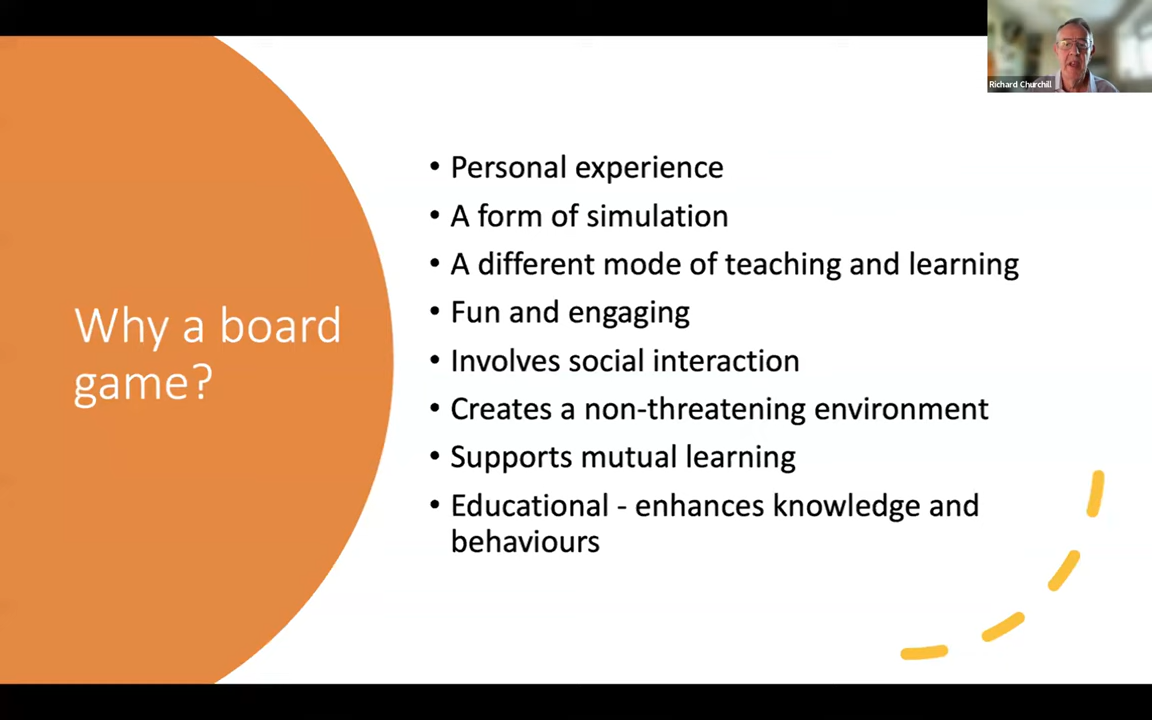 Richard Churchill
Why a board
game?
• Personal experience
• A form of simulation
• A different mode of teaching and learning
• Fun and engaging
• Involves social interaction
• Creates a non-threatening environment
• Supports mutual learning
• Educational - enhances knowledge and
behaviours